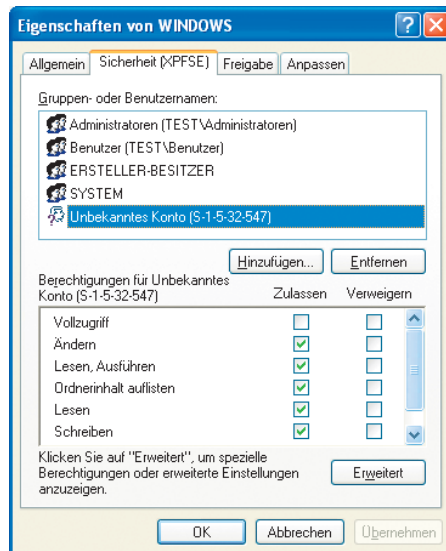 Eigenschaften von WINDOWS
Allgemein Sicherheit (XPFSE) Freigabe Anpassen
Gruppen- oder Benutzernamen:
Administratoren (TEST\Administratoren)
Benutzer (TEST\Benutzer)
ERSTELLER-BESITZER
SYSTEM
Unbekanntes Konto (S-1-5-32-547)
Hinzufügen... Entfernen
Berechtigungen für Unbekanntes
Konto (S-1-5-32-547) Zulassen Verweigern
Vollzugriff
Ändern
Lesen, Ausführen
Ordnerinhalt auflisten
Lesen
Schreiben
Klicken Sie auf "Erweitert", um spezielle
Berechtigungen oder erweiterte Einstellungen
anzuzeigen.
Erweitert
OK Abbrechen Übernehmen